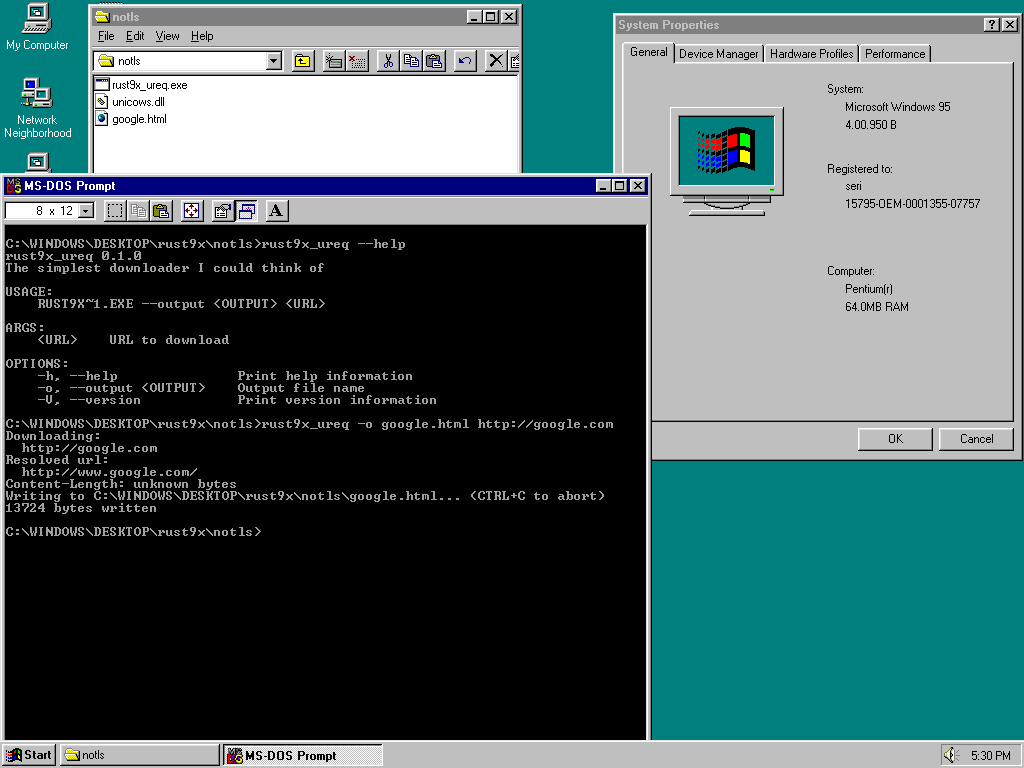 My Computer
Network
Neighborhood
notls
File Edit View Help
notls
rust9x_ureq.exe
unicows.dll
google.html
System Properties
General Device Manager Hardware Profiles Performance
System:
Microsoft Windows 95
4.00.950 B
Registered to:
seri
15795-OEM-0001355-07757
Computer:
Pentium(r)
64.0MB RAM
OK Cancel
MS-DOS Prompt
8 x 12
A
C:\WINDOWS\DESKTOP\rust9x\notls>rust9x_ureq --help
rust9x_ureq 0.1.0
The simplest downloader I could think of
USAGE:
RUST9X~1.EXE --output <OUTPUT> <URL>
ARGS:
<URL> URL to download
OPTIONS:
-h, --help Print help information
-o, --output <OUTPUT> Output file name
-V, --version Print version information
C:\WINDOWS\DESKTOP\rust9x\notls>rust9x_ureq -o google.html http://google.com
Downloading:
http://google.com
Resolved url:
http://www.google.com/
Content-Length: unknown bytes
Writing to C:\WINDOWS\DESKTOP\rust9x\notls\google.html... (CTRL+C to abort)
13724 bytes written
C:\WINDOWS\DESKTOP\rust9x\notls>
Start notls MS-DOS Prompt 5:30 PM